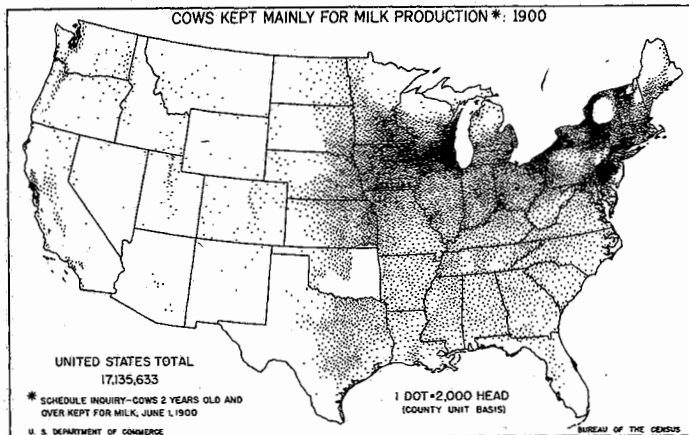 COWS KEPT MAINLY FOR MILK PRODUCTION *: 1900
UNITED STATES TOTAL
17,135,633
* SCHEDULE INQUIRY-COWS 2 YEARS OLD AND
OVER KEPT FOR MILK, JUNE 1, 1900
U. S. DEPARTMENT OF COMMERCE
1 DOT=2,000 HEAD
(COUNTY UNIT BASIS)
BUREAU OF THE CENSUS